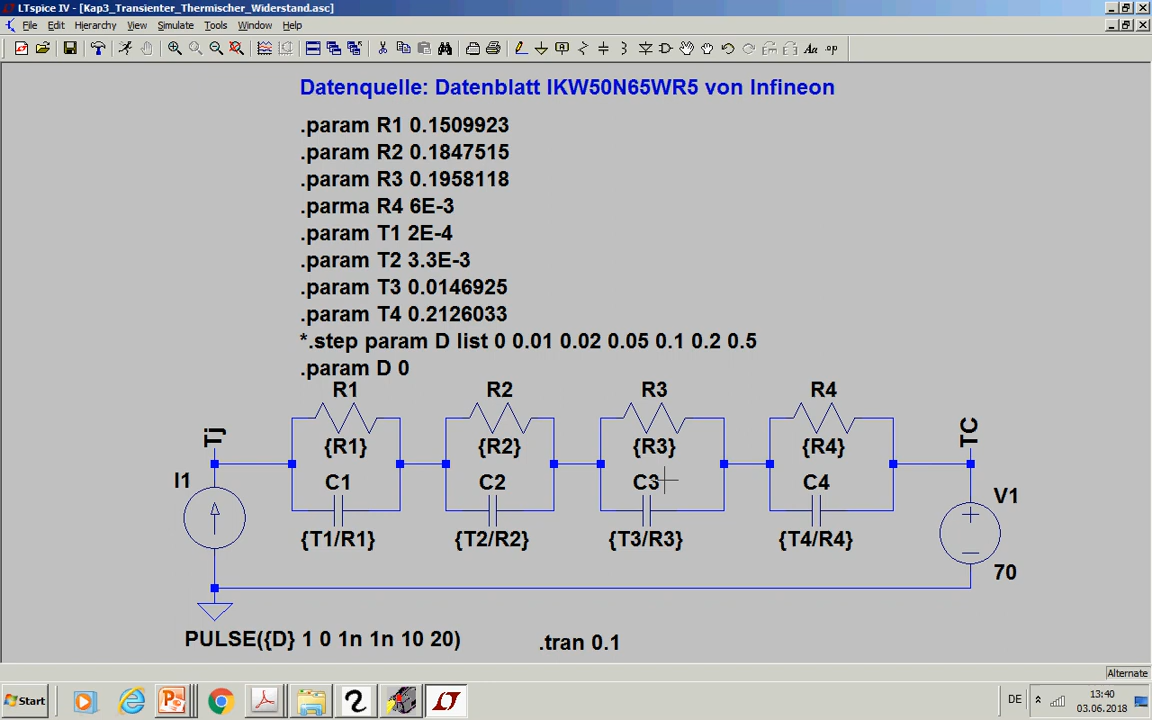 LTspice IV - [Kap3_Transienter_Thermischer_Widerstand.asc]
File Edit Hierarchy View Simulate Tools Window Help
Aa .op
Datenquelle: Datenblatt IKW50N65WR5 von Infineon
.param R1 0.1509923
.param R2 0.1847515
.param R3 0.1958118
.parma R4 6E-3
.param T1 2E-4
.param T2 3.3E-3
.param T3 0.0146925
.param T4 0.2126033
*.step param D list 0 0.01 0.02 0.05 0.1 0.2 0.5
.param D 0
R1 R2 R3 R4
Tj {R1} {R2} {R3} {R4} TC
I1 C1 C2 C3 C4 V1
{T1/R1} {T2/R2} {T3/R3} {T4/R4}
70
PULSE({D} 1 0 1n 1n 10 20) .tran 0.1
Alternate
Start DE 13:40
03.06.2018